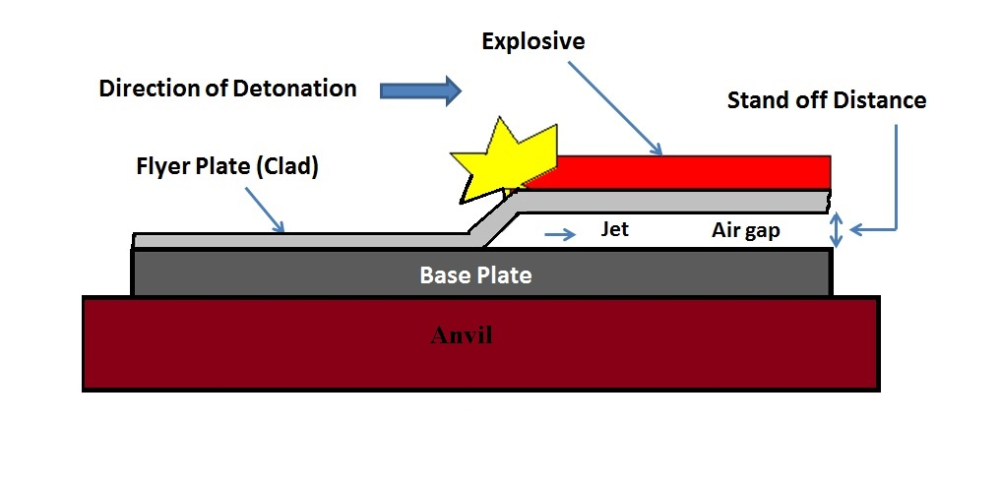 Explosive
Direction of Detonation
Stand off Distance
Flyer Plate (Clad)
Jet
Air gap
Base Plate
Anvil